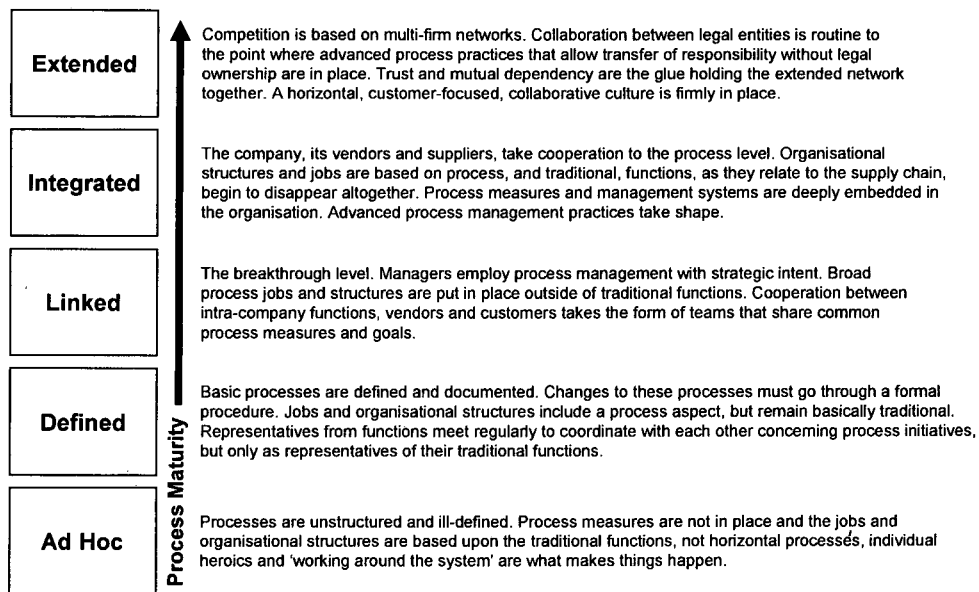 Extended
Competition is based on multi-firm networks. Collaboration between legal entities is routine to
the point where advanced process practices that allow transfer of responsibility without legal
ownership are in place. Trust and mutual dependency are the glue holding the extended network
together. A horizontal, customer-focused, collaborative culture is firmly in place.
Integrated
The company, its vendors and suppliers, take cooperation to the process level. Organisational
structures and jobs are based on process, and traditional, functions, as they relate to the supply chain,
begin to disappear altogether. Process measures and management systems are deeply embedded in
the organisation. Advanced process management practices take shape.
Linked
The breakthrough level. Managers employ process management with strategic intent. Broad
process jobs and structures are put in place outside of traditional functions. Cooperation between
intra-company functions, vendors and customers takes the form of teams that share common
process measures and goals.
Defined
Basic processes are defined and documented. Changes to these processes must go through a formal
procedure. Jobs and organisational structures include a process aspect, but remain basically traditional.
Representatives from functions meet regularly to coordinate with each other concerning process initiatives,
but only as representatives of their traditional functions.
Ad Hoc
Processes are unstructured and ill-defined. Process measures are not in place and the jobs and
organisational structures are based upon the traditional functions, not horizontal processes, individual
heroics and 'working around the system' are what makes things happen.
Process Maturity